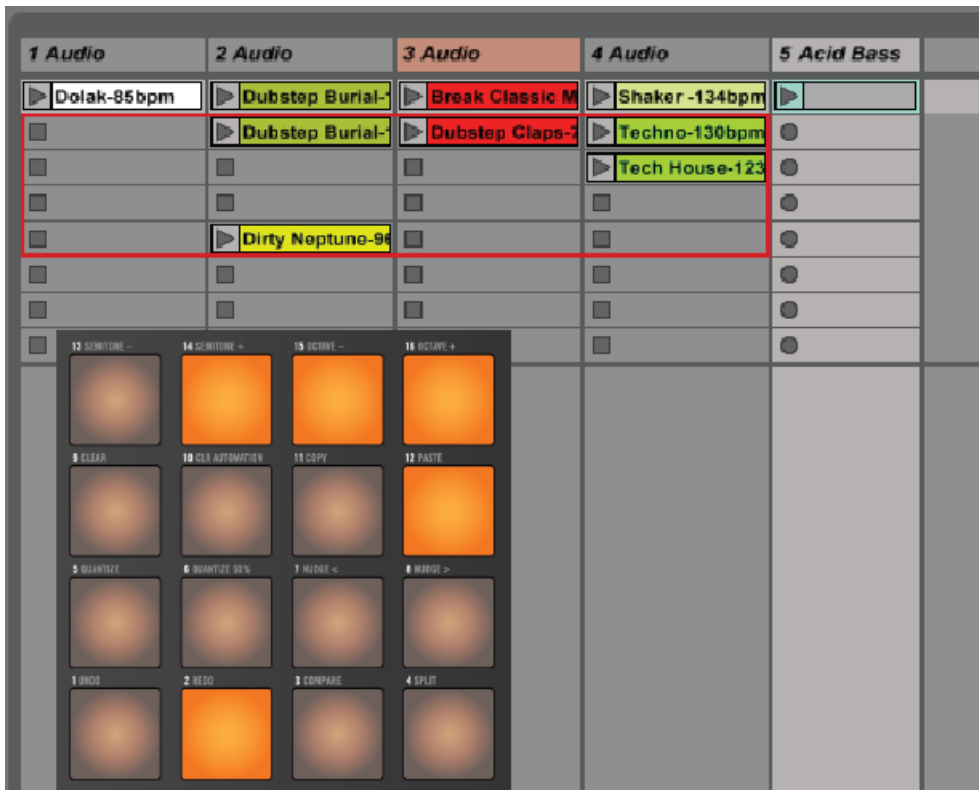 1 Audio 2 Audio 3 Audio 4 Audio 5 Acid Bass
Dolak-85bpm Dubstep Burial- Break Classic M Shaker -134bpm
Dubstep Burial- Dubstep Claps-7 Techno-130bpm
Tech House-123
Dirty Neptune-96
13 SEMITONE – 14 SEMITONE + 15 OCTAVE – 16 OCTAVE +
9 CLEAR 10 CLR AUTOMATION 11 COPY 12 PASTE
5 QUANTIZE 6 QUANTIZE 50% 7 NUDGE < 8 NUDGE >
1 UNDO 2 REDO 3 COMPARE 4 SPLIT